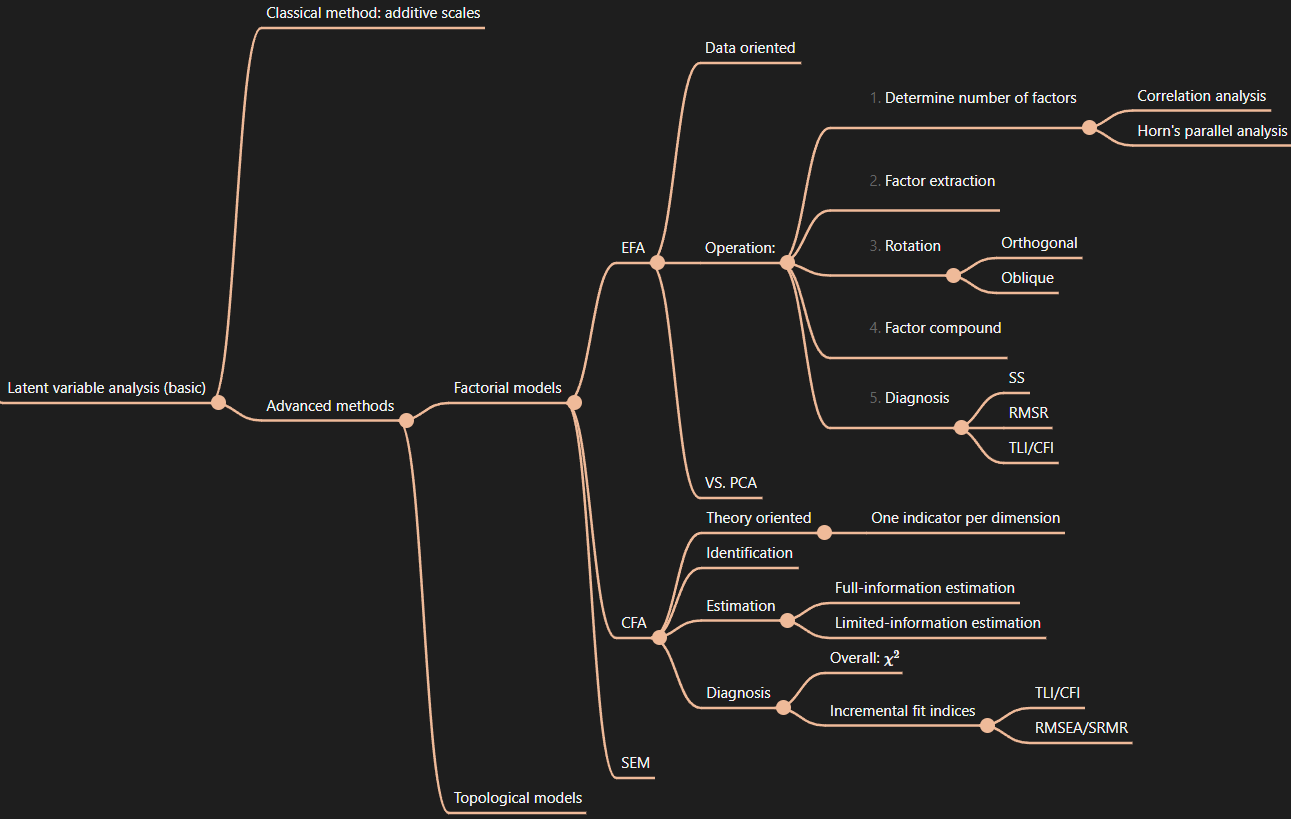 Latent variable analysis (basic)
Classical method: additive scales
Advanced methods
Factorial models
EFA
Data oriented
Operation:
1. Determine number of factors
Correlation analysis
Horn's parallel analysis
2. Factor extraction
3. Rotation
Orthogonal
Oblique
4. Factor compound
5. Diagnosis
SS
RMSR
TLI/CFI
VS. PCA
CFA
Theory oriented
One indicator per dimension
Identification
Estimation
Full-information estimation
Limited-information estimation
Diagnosis
Overall: χ²
Incremental fit indices
TLI/CFI
RMSEA/SRMR
SEM
Topological models